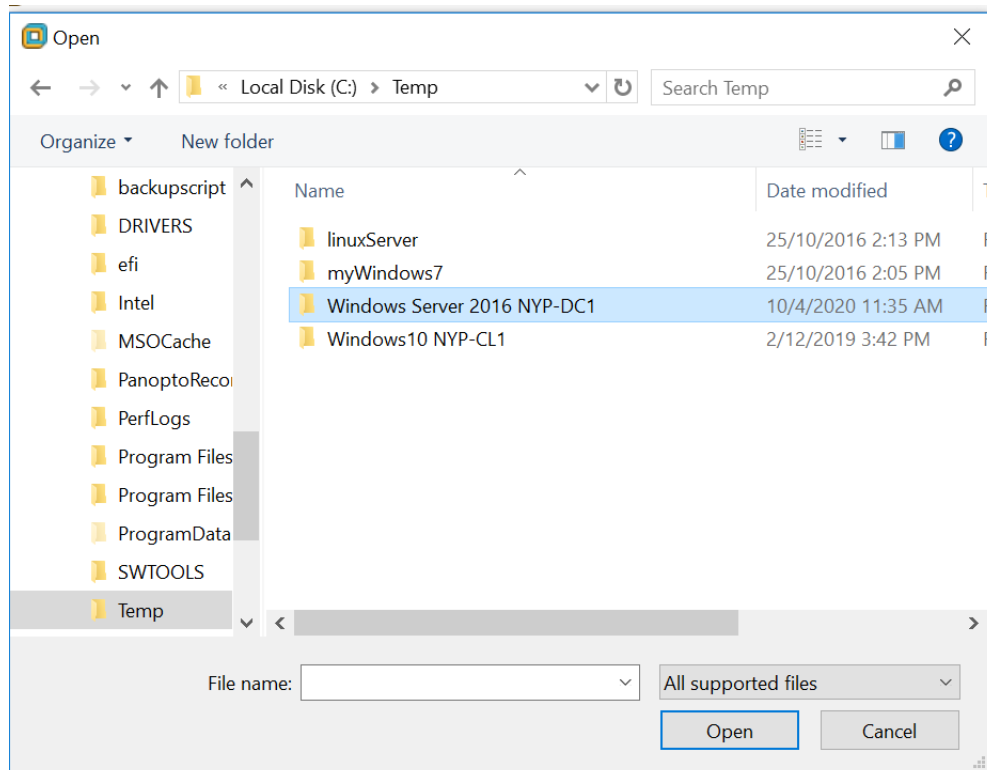 Open
« Local Disk (C:) > Temp
Search Temp
Organize
New folder
backupscript
DRIVERS
efi
Intel
MSOCache
PanoptoRecor
PerfLogs
Program Files
Program Files
ProgramData
SWTOOLS
Temp
Name Date modified
linuxServer 25/10/2016 2:13 PM
myWindows7 25/10/2016 2:05 PM
Windows Server 2016 NYP-DC1 10/4/2020 11:35 AM
Windows10 NYP-CL1 2/12/2019 3:42 PM
File name:
All supported files
Open Cancel